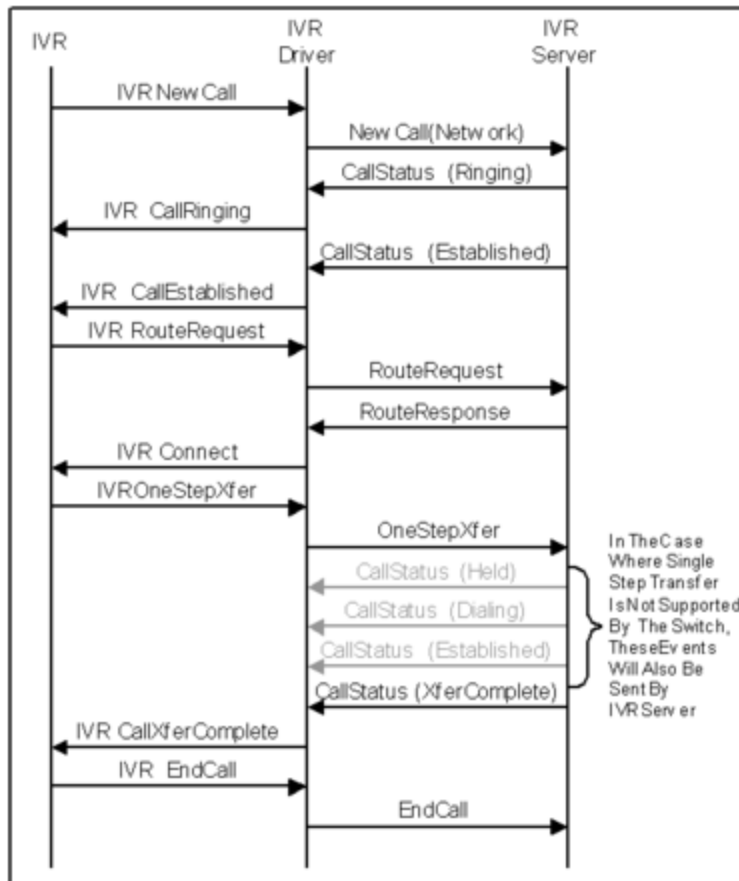 IVR
IVR
Driver
IVR
Server
IVR New Call
New Call(Network)
CallStatus (Ringing)
IVR CallRinging
CallStatus (Established)
IVR CallEstablished
IVR RouteRequest
RouteRequest
RouteResponse
IVR Connect
IVROneStepXfer
OneStepXfer
CallStatus (Held)
CallStatus (Dialing)
CallStatus (Established)
CallStatus (XferComplete)
In The Case
Where Single
Step Transfer
Is Not Supported
By The Switch,
These Events
Will Also Be
Sent By
IVR Server
IVR CallXferComplete
IVR EndCall
EndCall